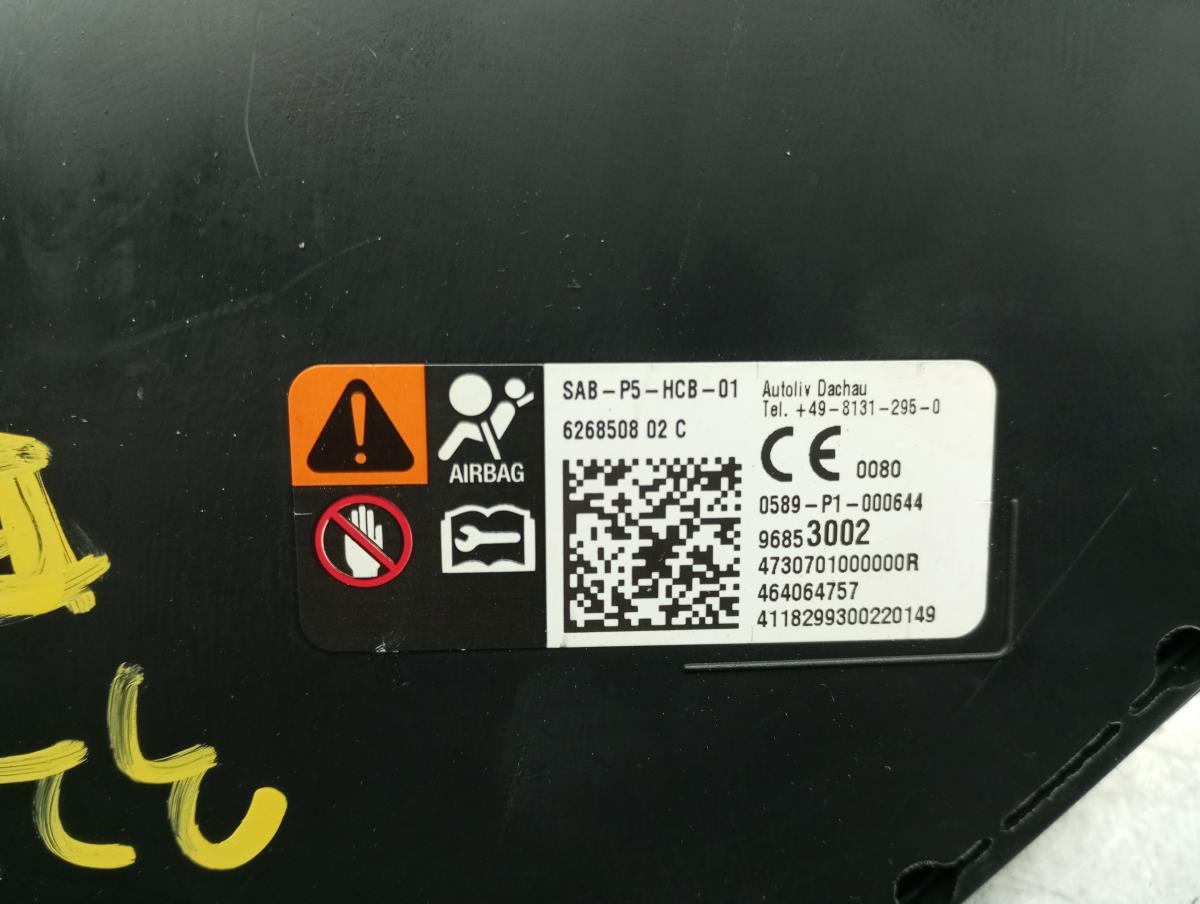 AIRBAG
SAB-P5-HCB-01
6268508 02 C
Autoliv Dachau
Tel. +49-8131-295-0
CE 0080
0589-P1-000644
96853002
4730701000000R
464064757
4118299300220149